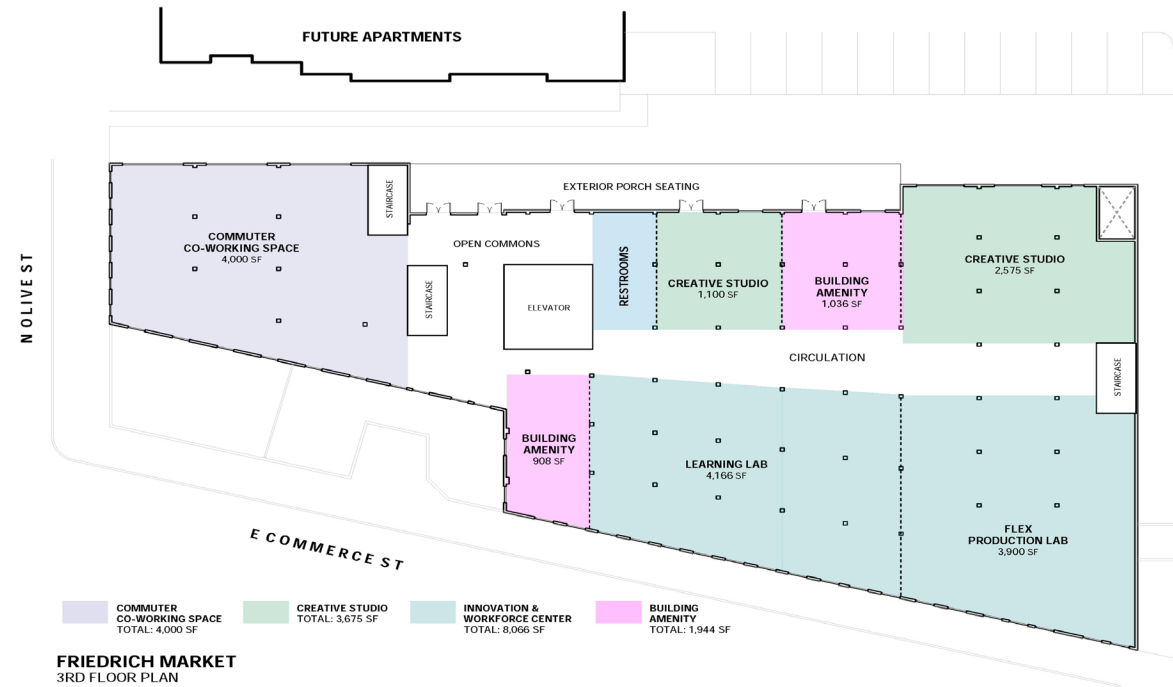 FUTURE APARTMENTS
EXTERIOR PORCH SEATING
STAIRCASE
OPEN COMMONS
COMMUTER
CO-WORKING SPACE
4,000 SF
STAIRCASE
ELEVATOR
RESTROOMS
CREATIVE STUDIO
1,100 SF
BUILDING
AMENITY
1,036 SF
CREATIVE STUDIO
2,575 SF
N OLIVE ST
CIRCULATION
STAIRCASE
BUILDING
AMENITY
908 SF
LEARNING LAB
4,166 SF
FLEX
PRODUCTION LAB
3,900 SF
E COMMERCE ST
COMMUTER
CO-WORKING SPACE
TOTAL: 4,000 SF
CREATIVE STUDIO
TOTAL: 3,675 SF
INNOVATION &
WORKFORCE CENTER
TOTAL: 8,066 SF
BUILDING
AMENITY
TOTAL: 1,944 SF
FRIEDRICH MARKET
3RD FLOOR PLAN